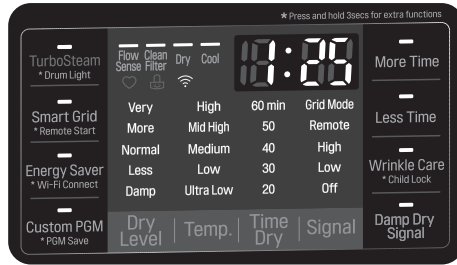 * Press and hold 3secs for extra functions
TurboSteam
* Drum Light
Smart Grid
* Remote Start
Energy Saver
* Wi-Fi Connect
Custom PGM
* PGM Save
Flow Sense
Clean Filter
Dry
Cool
1:25
Very High 60 min Grid Mode
More Mid High 50 Remote
Normal Medium 40 High
Less Low 30 Low
Damp Ultra Low 20 Off
Dry Level
Temp.
Time Dry
Signal
More Time
Less Time
Wrinkle Care
* Child Lock
Damp Dry
Signal